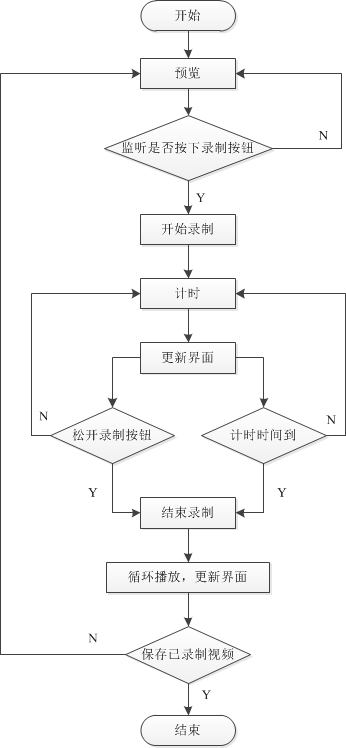 开始
预览
监听是否按下录制按钮
N
Y
开始录制
计时
更新界面
松开录制按钮
N
计时时间到
N
Y
Y
结束录制
循环播放，更新界面
N
保存已录制视频
Y
结束